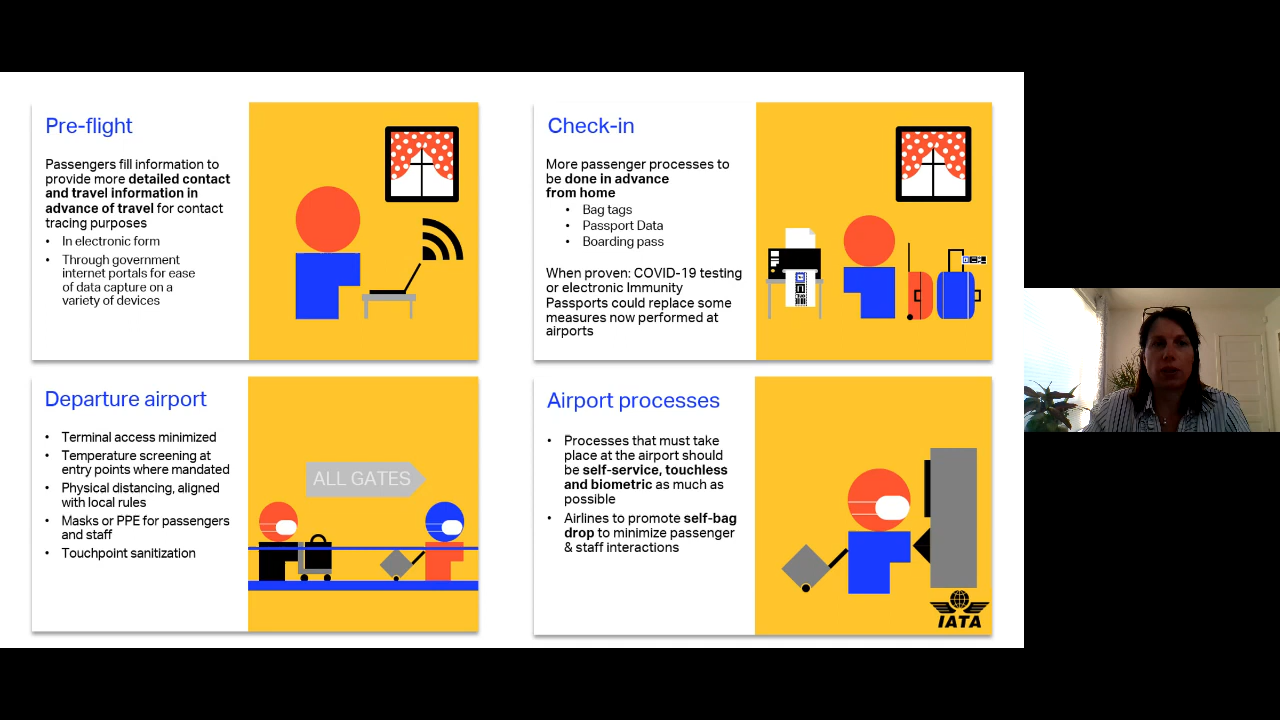 Pre-flight
Passengers fill information to
provide more detailed contact
and travel information in
advance of travel for contact
tracing purposes
• In electronic form
• Through government
internet portals for ease
of data capture on a
variety of devices
Check-in
More passenger processes to
be done in advance
from home
• Bag tags
• Passport Data
• Boarding pass
When proven: COVID-19 testing
or electronic Immunity
Passports could replace some
measures now performed at
airports
Departure airport
• Terminal access minimized
• Temperature screening at
entry points where mandated
• Physical distancing, aligned
with local rules
• Masks or PPE for passengers
and staff
• Touchpoint sanitization
ALL GATES
Airport processes
• Processes that must take
place at the airport should
be self-service, touchless
and biometric as much as
possible
• Airlines to promote self-bag
drop to minimize passenger
& staff interactions
IATA